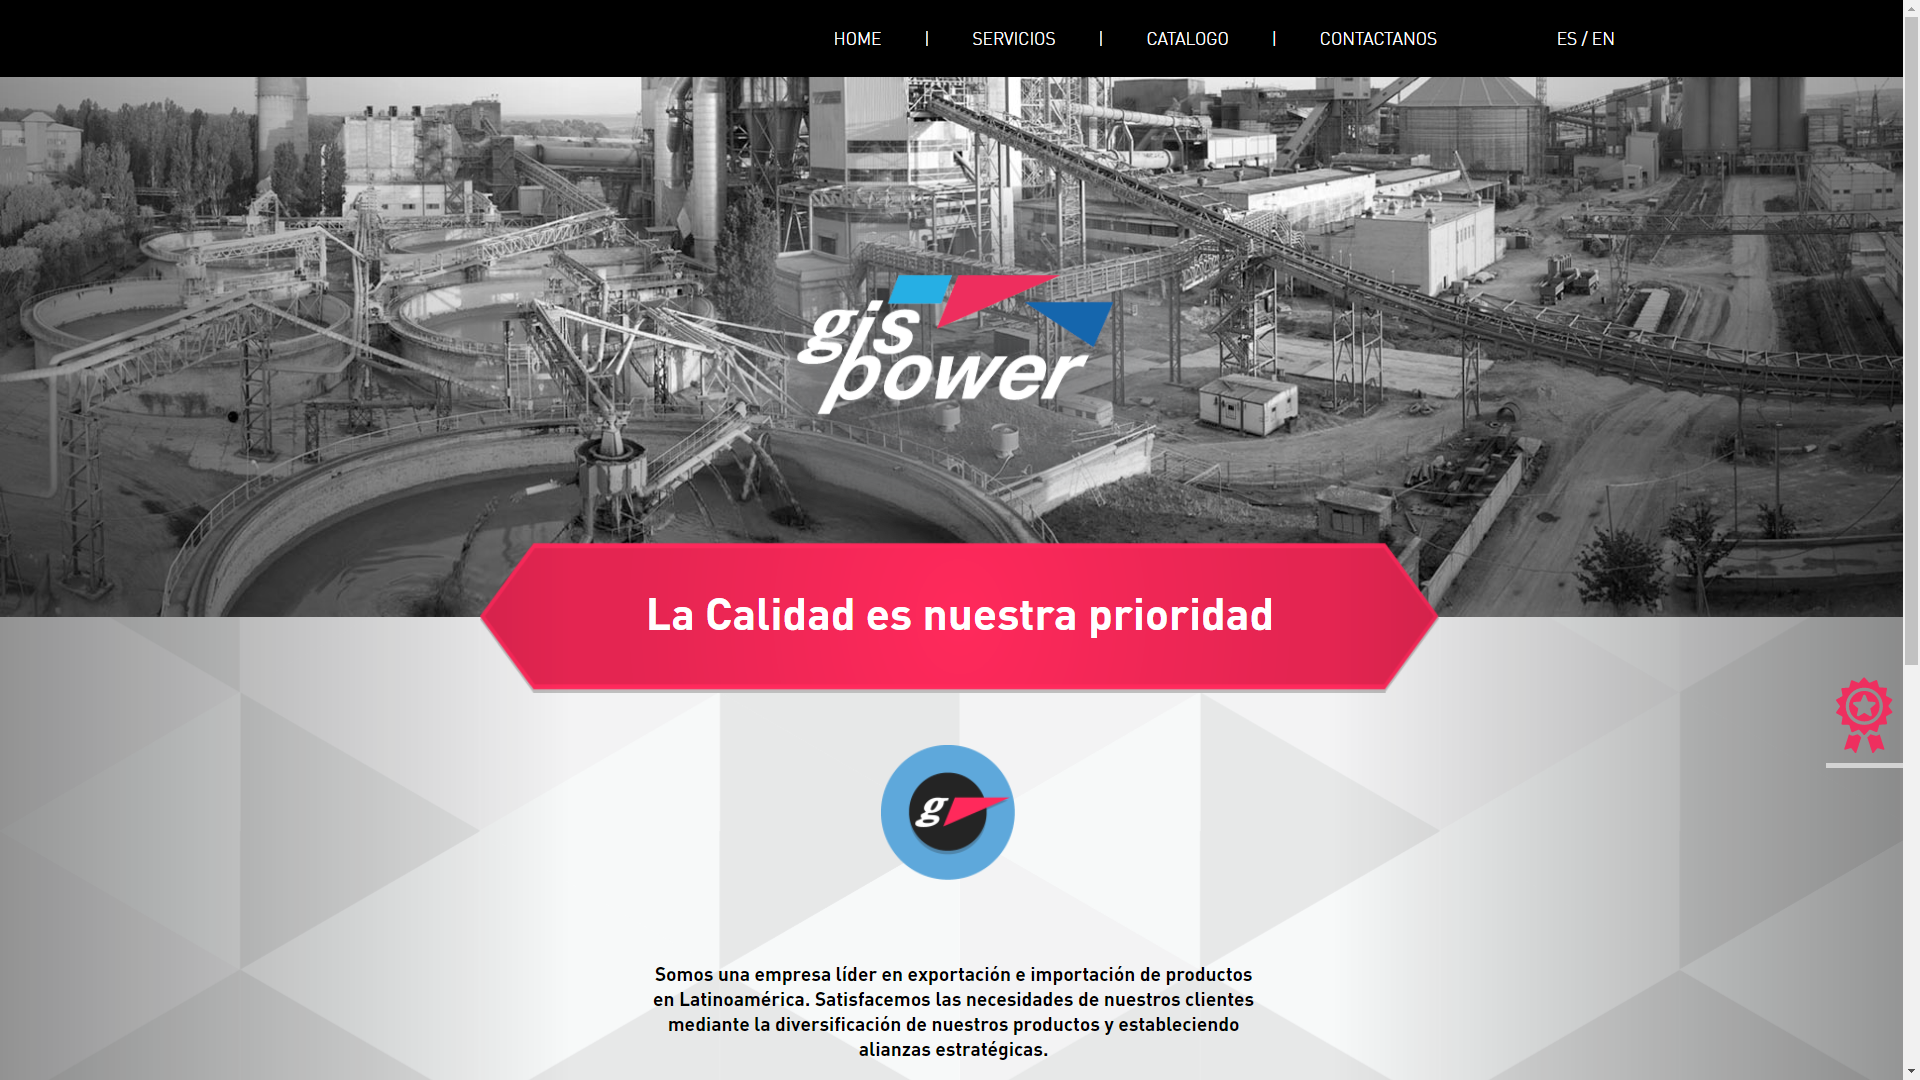 HOME | SERVICIOS | CATALOGO | CONTACTANOS ES / EN
gis
power
La Calidad es nuestra prioridad
g
Somos una empresa líder en exportación e importación de productos
en Latinoamérica. Satisfacemos las necesidades de nuestros clientes
mediante la diversificación de nuestros productos y estableciendo
alianzas estratégicas.